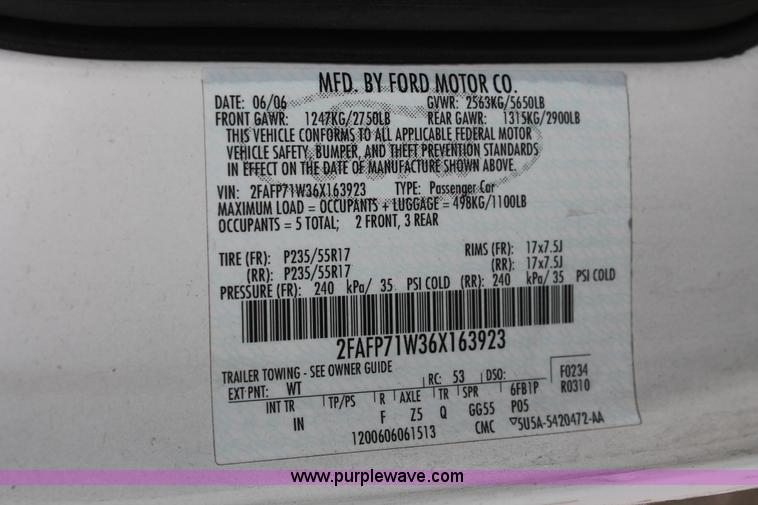 MFD. BY FORD MOTOR CO.
DATE: 06/06 GVWR: 2563KG/5650LB
FRONT GAWR: 1247KG/2750LB REAR GAWR: 1315KG/2900LB
THIS VEHICLE CONFORMS TO ALL APPLICABLE FEDERAL MOTOR
VEHICLE SAFETY, BUMPER, AND THEFT PREVENTION STANDARDS
IN EFFECT ON THE DATE OF MANUFACTURE SHOWN ABOVE.
VIN: 2FAFP71W36X163923 TYPE: Passenger Car
MAXIMUM LOAD = OCCUPANTS + LUGGAGE = 498KG/1100LB
OCCUPANTS = 5 TOTAL; 2 FRONT, 3 REAR
TIRE (FR): P235/55R17 RIMS (FR): 17x7.5J
(RR): P235/55R17 (RR): 17x7.5J
PRESSURE (FR): 240 kPa/ 35 PSI COLD (RR): 240 kPa/ 35 PSI COLD
2FAFP71W36X163923
TRAILER TOWING - SEE OWNER GUIDE F0234
EXT PNT: WT RC: 53 DSO: R0310
INT TR TP/PS R AXLE TR SPR 6FB1P
IN F Z5 Q GG55 P05
1200606061513 CMC ▽5U5A-5420472-AA
www.purplewave.com